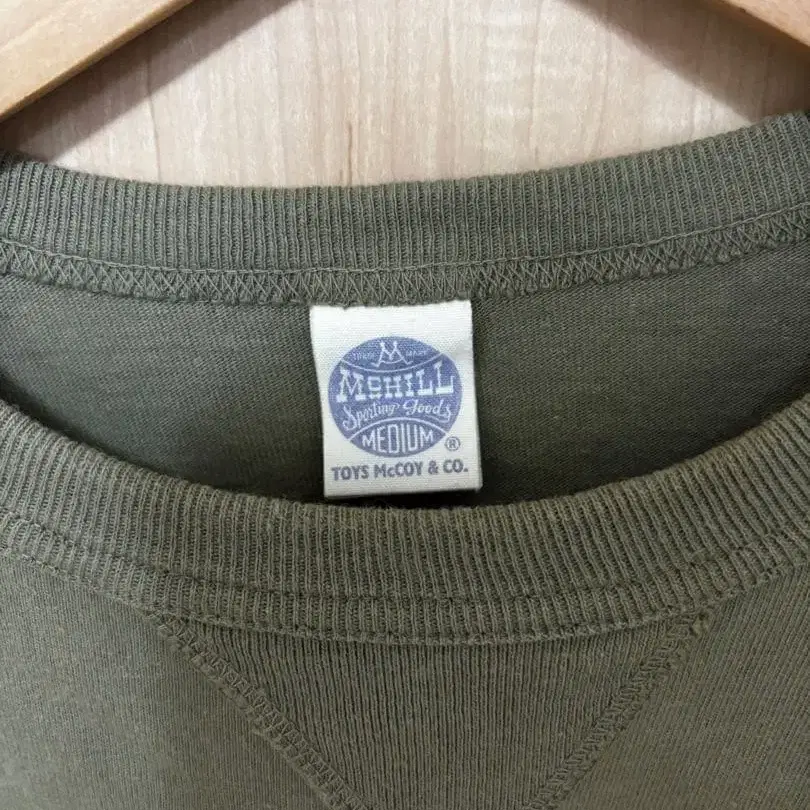 TRADE M MARK
McHILL
Sporting Goods
MEDIUM ®
TOYS McCOY & CO.